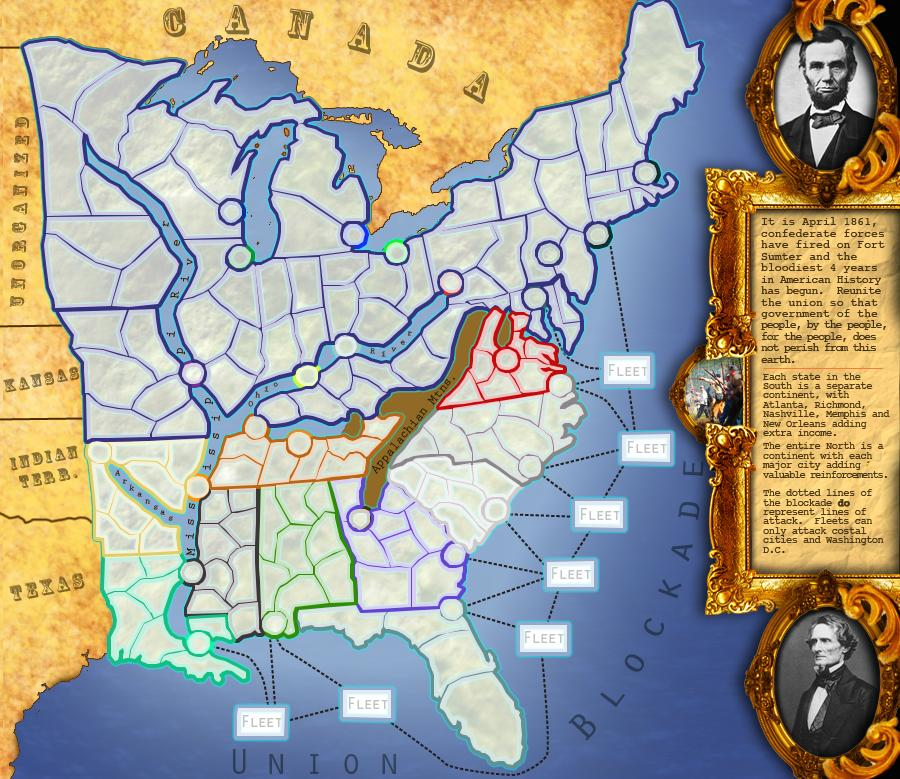 CANADA
UNORGANIZED
KANSAS
INDIAN
TERR.
TEXAS
Mississippi River
Ohio River
Arkansas
Appalachian Mtns.
Fleet
Fleet
Fleet
Fleet
Fleet
Fleet
Fleet
UNION BLOCKADE
It is April 1861,
confederate forces
have fired on Fort
Sumter and the
bloodiest 4 years
in American History
has begun. Reunite
the union so that
government of the
people, by the people,
for the people, does
not perish from this
earth.
Each state in the
South is a separate
continent, with
Atlanta, Richmond,
Nashville, Memphis and
New Orleans adding
extra income.
The entire North is a
continent with each
major city adding
valuable reinforcements.
The dotted lines of
the blockade do
represent lines of
attack. Fleets can
only attack costal
cities and Washington
D.C.